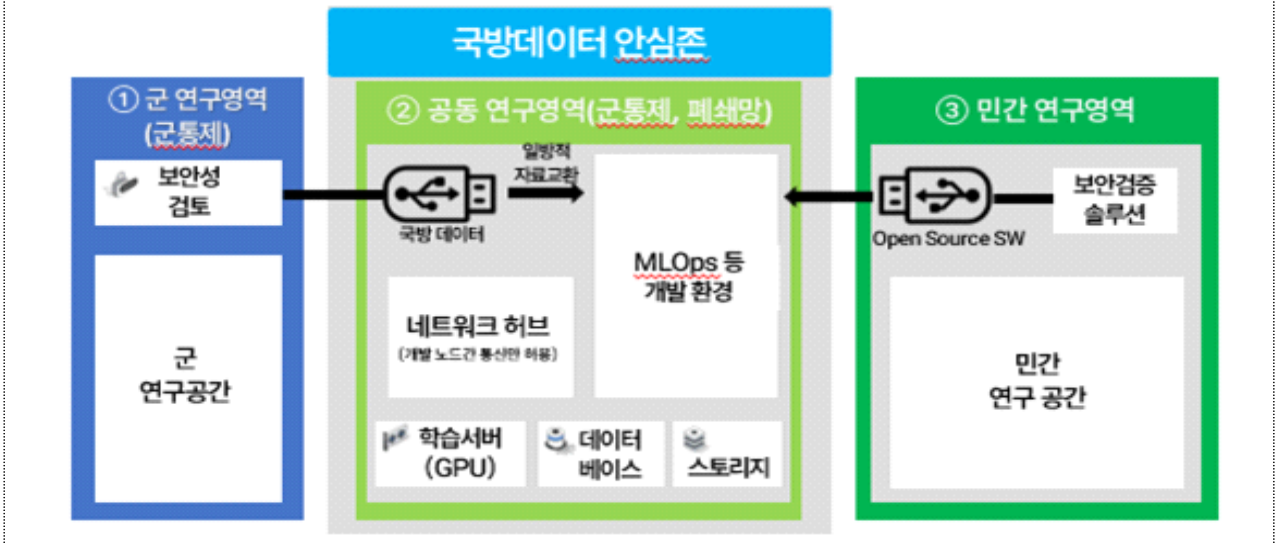 국방데이터 안심존
① 군 연구영역
(군통제)
보안성
검토
군
연구공간
② 공동 연구영역(군통제, 폐쇄망)
일방적
자료교환
국방 데이터
MLOps 등
개발 환경
네트워크 허브
(개발 노드간 통신만 허용)
학습서버
(GPU)
데이터
베이스
스토리지
③ 민간 연구영역
보안검증
솔루션
Open Source SW
민간
연구 공간